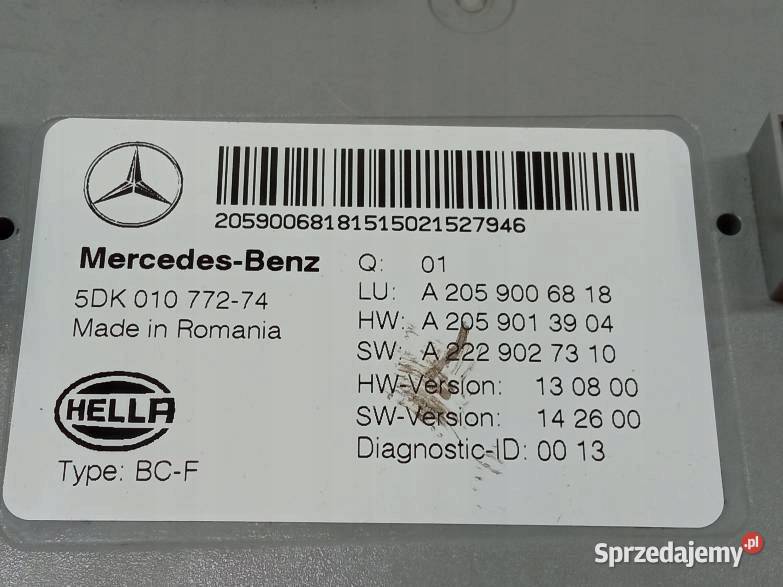 2059006818151502152​7946
Mercedes-Benz
5DK 010 772-74
Made in Romania
HELLA
Type: BC-F
Q: 01
LU: A 205 900 68 18
HW: A 205 901 39 04
SW: A 222 902 73 10
HW-Version: 13 08 00
SW-Version: 14 26 00
Diagnostic-ID: 00 13
Sprzedajemy.pl